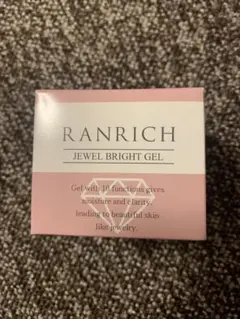 RANRICH
JEWEL BRIGHT GEL
Gel with 10 functions gives
moisture and clarity,
leading to beautiful skin
like jewelry.